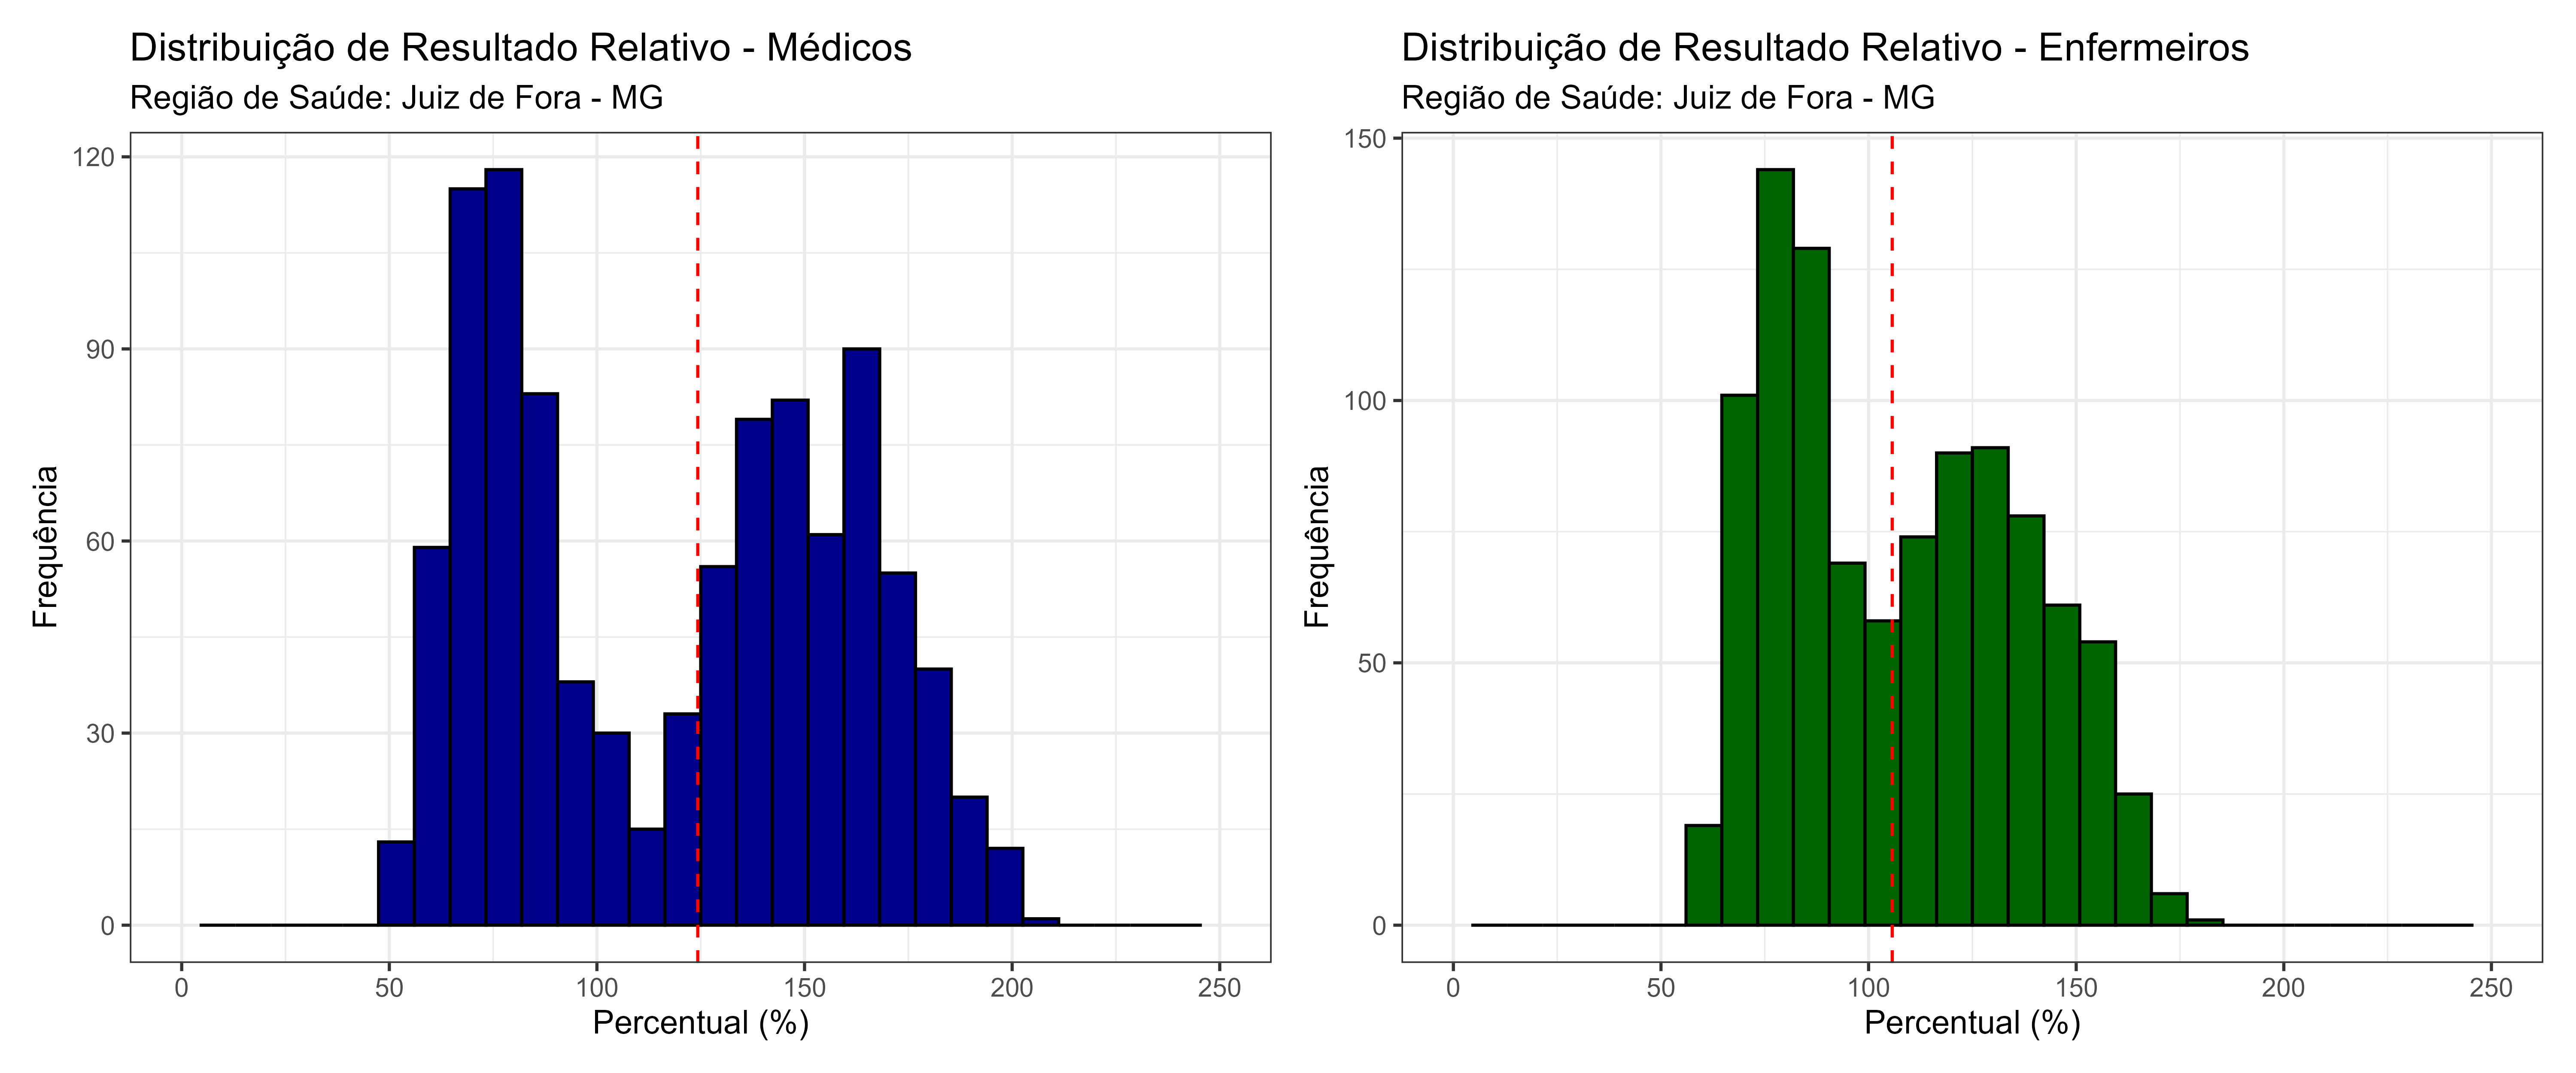 Distribuição de Resultado Relativo - Médicos
Região de Saúde: Juiz de Fora - MG
120
90
60
30
0
Frequência
0 50 100 150 200 250
Percentual (%)
Distribuição de Resultado Relativo - Enfermeiros
Região de Saúde: Juiz de Fora - MG
150
100
50
0
Frequência
0 50 100 150 200 250
Percentual (%)